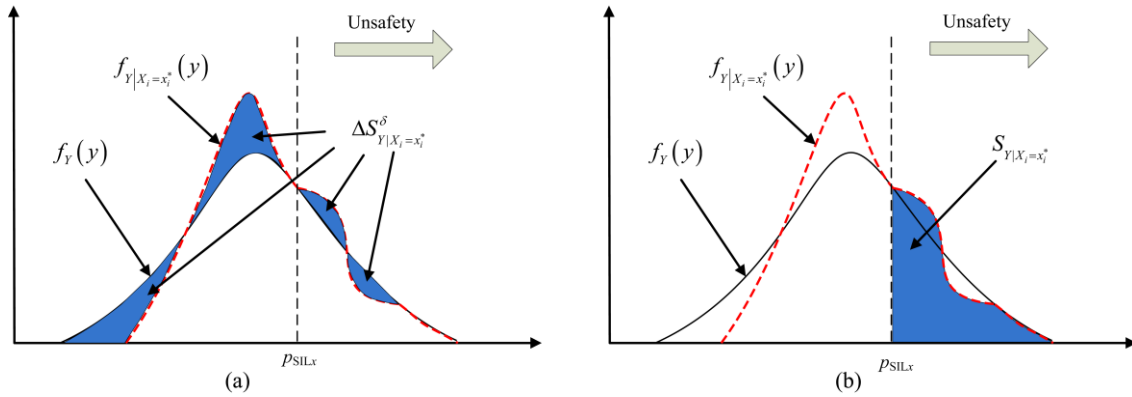 Unsafety
f_{Y|X_i=x_i^*}(y)
ΔS^δ_{Y|X_i=x_i^*}
f_Y(y)
p_{SILx}
(a)
Unsafety
f_{Y|X_i=x_i^*}(y)
S_{Y|X_i=x_i^*}
f_Y(y)
p_{SILx}
(b)